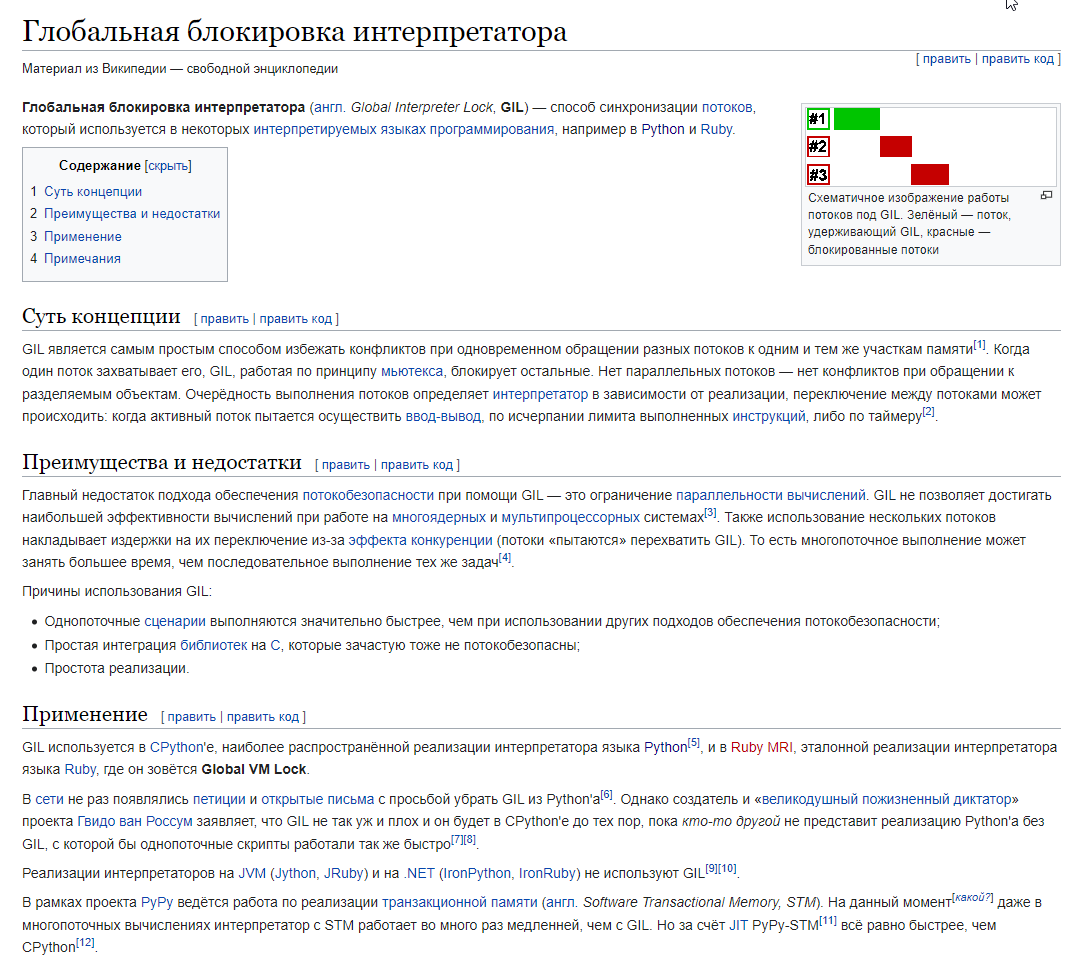 Глобальная блокировка интерпретатора
[ править | править код ]
Материал из Википедии — свободной энциклопедии
Глобальная блокировка интерпретатора (англ. Global Interpreter Lock, GIL) — способ синхронизации потоков,
который используется в некоторых интерпретируемых языках программирования, например в Python и Ruby.
#1
#2
#3
Схематичное изображение работы
потоков под GIL. Зелёный — поток,
удерживающий GIL, красные —
блокированные потоки
Содержание [скрыть]
1 Суть концепции
2 Преимущества и недостатки
3 Применение
4 Примечания
Суть концепции [ править | править код ]
GIL является самым простым способом избежать конфликтов при одновременном обращении разных потоков к одним и тем же участкам памяти[1]. Когда
один поток захватывает его, GIL, работая по принципу мьютекса, блокирует остальные. Нет параллельных потоков — нет конфликтов при обращении к
разделяемым объектам. Очерёдность выполнения потоков определяет интерпретатор в зависимости от реализации, переключение между потоками может
происходить: когда активный поток пытается осуществить ввод-вывод, по исчерпании лимита выполненных инструкций, либо по таймеру[2].
Преимущества и недостатки [ править | править код ]
Главный недостаток подхода обеспечения потокобезопасности при помощи GIL — это ограничение параллельности вычислений. GIL не позволяет достигать
наибольшей эффективности вычислений при работе на многоядерных и мультипроцессорных системах[3]. Также использование нескольких потоков
накладывает издержки на их переключение из-за эффекта конкуренции (потоки «пытаются» перехватить GIL). То есть многопоточное выполнение может
занять большее время, чем последовательное выполнение тех же задач[4].
Причины использования GIL:
• Однопоточные сценарии выполняются значительно быстрее, чем при использовании других подходов обеспечения потокобезопасности;
• Простая интеграция библиотек на C, которые зачастую тоже не потокобезопасны;
• Простота реализации.
Применение [ править | править код ]
GIL используется в CPython'е, наиболее распространённой реализации интерпретатора языка Python[5], и в Ruby MRI, эталонной реализации интерпретатора
языка Ruby, где он зовётся Global VM Lock.
В сети не раз появлялись петиции и открытые письма с просьбой убрать GIL из Python'а[6]. Однако создатель и «великодушный пожизненный диктатор»
проекта Гвидо ван Россум заявляет, что GIL не так уж и плох и он будет в CPython'е до тех пор, пока кто-то другой не представит реализацию Python'а без
GIL, с которой бы однопоточные скрипты работали так же быстро[7][8].
Реализации интерпретаторов на JVM (Jython, JRuby) и на .NET (IronPython, IronRuby) не используют GIL[9][10].
В рамках проекта PyPy ведётся работа по реализации транзакционной памяти (англ. Software Transactional Memory, STM). На данный момент[какой?] даже в
многопоточных вычислениях интерпретатор с STM работает во много раз медленней, чем с GIL. Но за счёт JIT PyPy-STM[11] всё равно быстрее, чем
CPython[12].